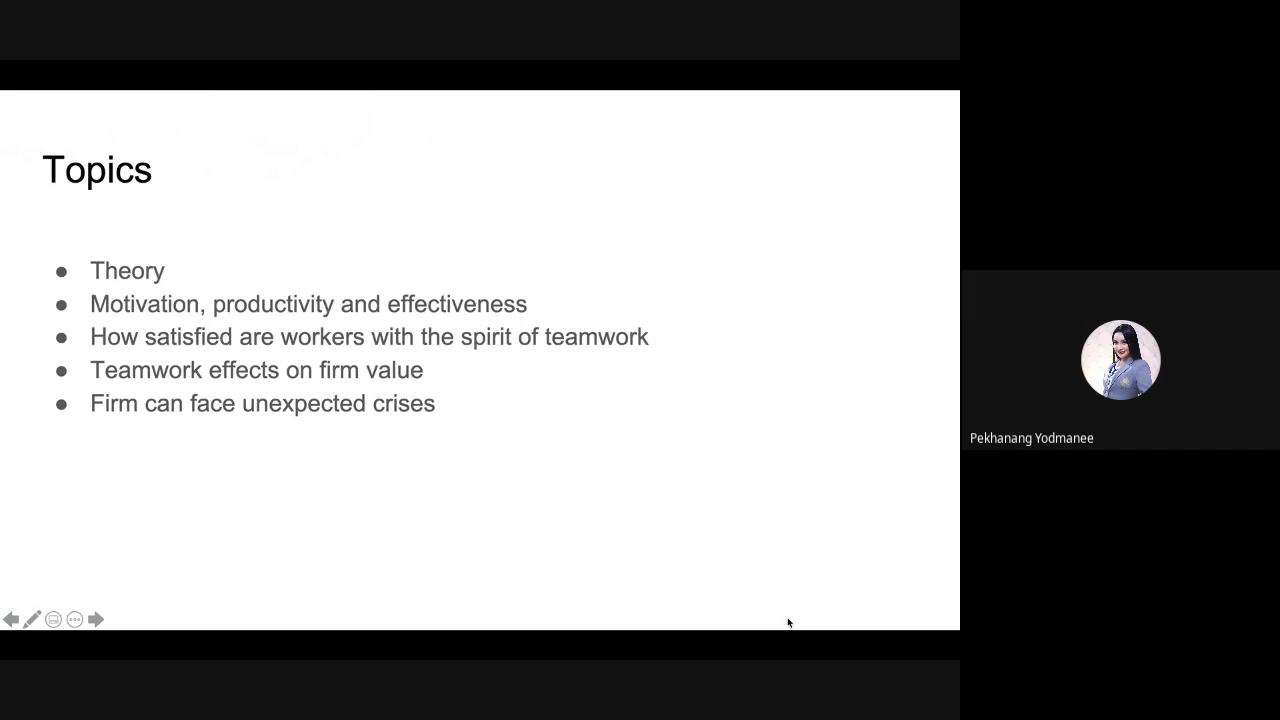 Topics
● Theory
● Motivation, productivity and effectiveness
● How satisfied are workers with the spirit of teamwork
● Teamwork effects on firm value
● Firm can face unexpected crises
Pekhanang Yodmanee